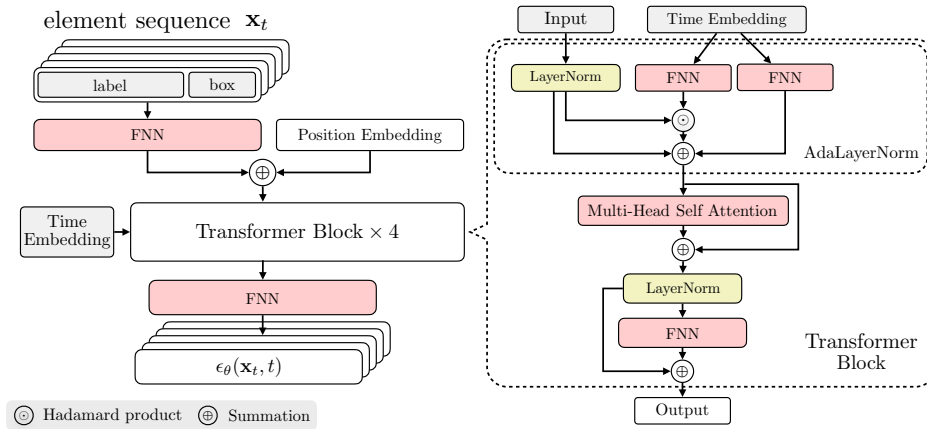 element sequence x_t
label
box
FNN
Position Embedding
⊕
Time
Embedding
Transformer Block × 4
FNN
ϵ_θ(x_t, t)
⊙ Hadamard product ⊕ Summation
Input
Time Embedding
LayerNorm
FNN
FNN
⊙
⊕
AdaLayerNorm
Multi-Head Self Attention
⊕
LayerNorm
FNN
⊕
Transformer
Block
Output